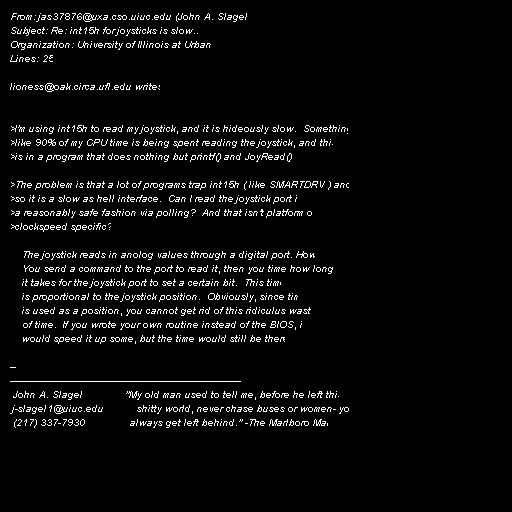 From: jas37876@uxa.cso.uiuc.edu (John A. Slagel
Subject: Re: int15h for joysticks is slow..
Organization: University of Illinois at Urban
Lines: 25
lioness@oak.circa.ufl.edu writes
>I'm using int15h to read my joystick, and it is hideously slow.  Something
>like 90% of my CPU time is being spent reading the joystick, and thi
>is in a program that does nothing but printf() and JoyRead()
>The problem is that a lot of programs trap int15h ( like SMARTDRV ) and
>so it is a slow as hell interface.  Can I read the joystick port i
>a reasonably safe fashion via polling?  And that isn't platform o
>clockspeed specific?
The joystick reads in anolog values through a digital port. How
You send a command to the port to read it, then you time how long
it takes for the joystick port to set a certain bit.  This tim
is proportional to the joystick position.  Obviously, since tim
is used as a position, you cannot get rid of this ridiculus wast
of time.  If you wrote your own routine instead of the BIOS, i
would speed it up some, but the time would still be ther
--
John A. Slagel "My old man used to tell me, before he left thi
j-slagel1@uiuc.edu shitty world, never chase buses or women- yo
(217) 337-7930 always get left behind." -The Marlboro Ma